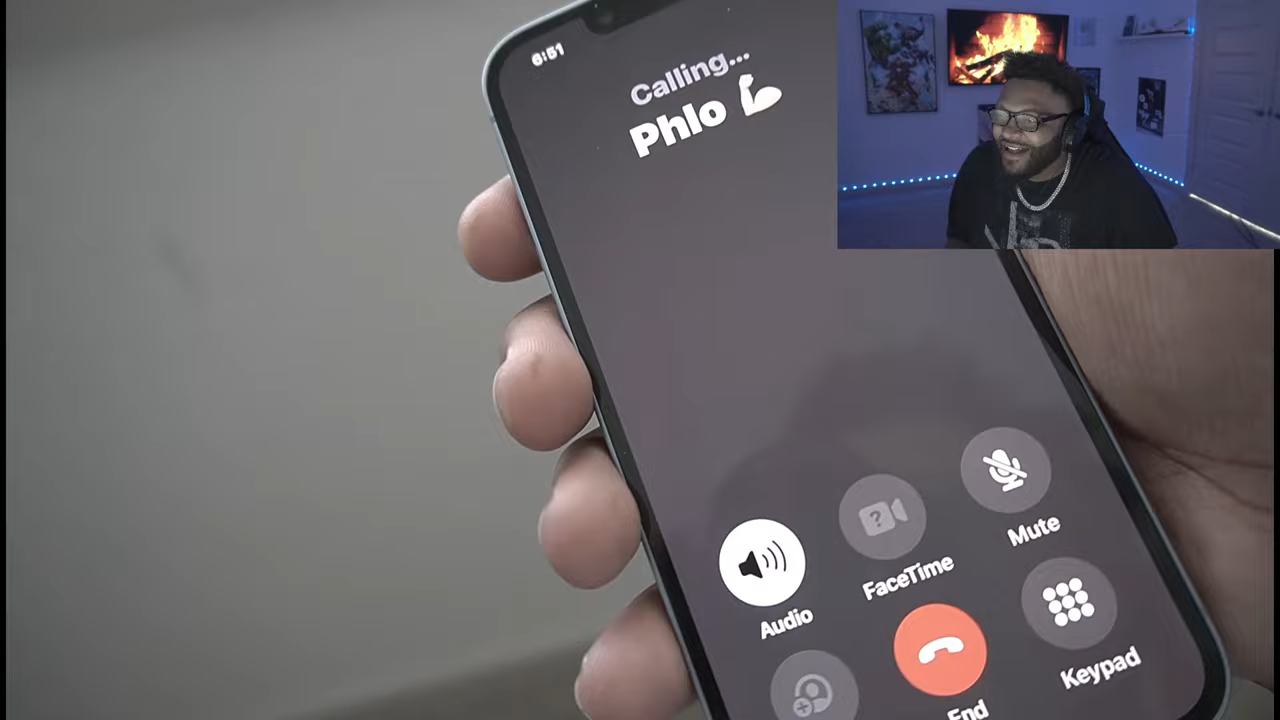 6:51
Calling...
Phlo 💪
Mute
FaceTime
Audio
Keypad
End